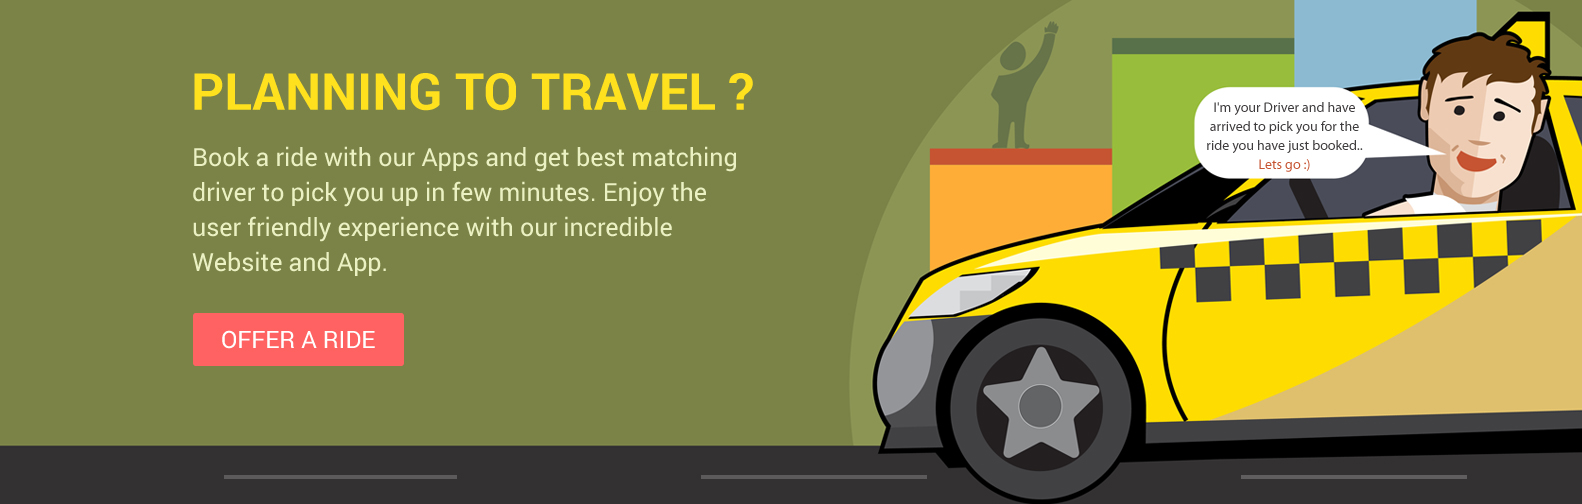 PLANNING TO TRAVEL ?
Book a ride with our Apps and get best matching
driver to pick you up in few minutes. Enjoy the
user friendly experience with our incredible
Website and App.
OFFER A RIDE
I'm your Driver and have
arrived to pick you for the
ride you have just booked..
Lets go :)